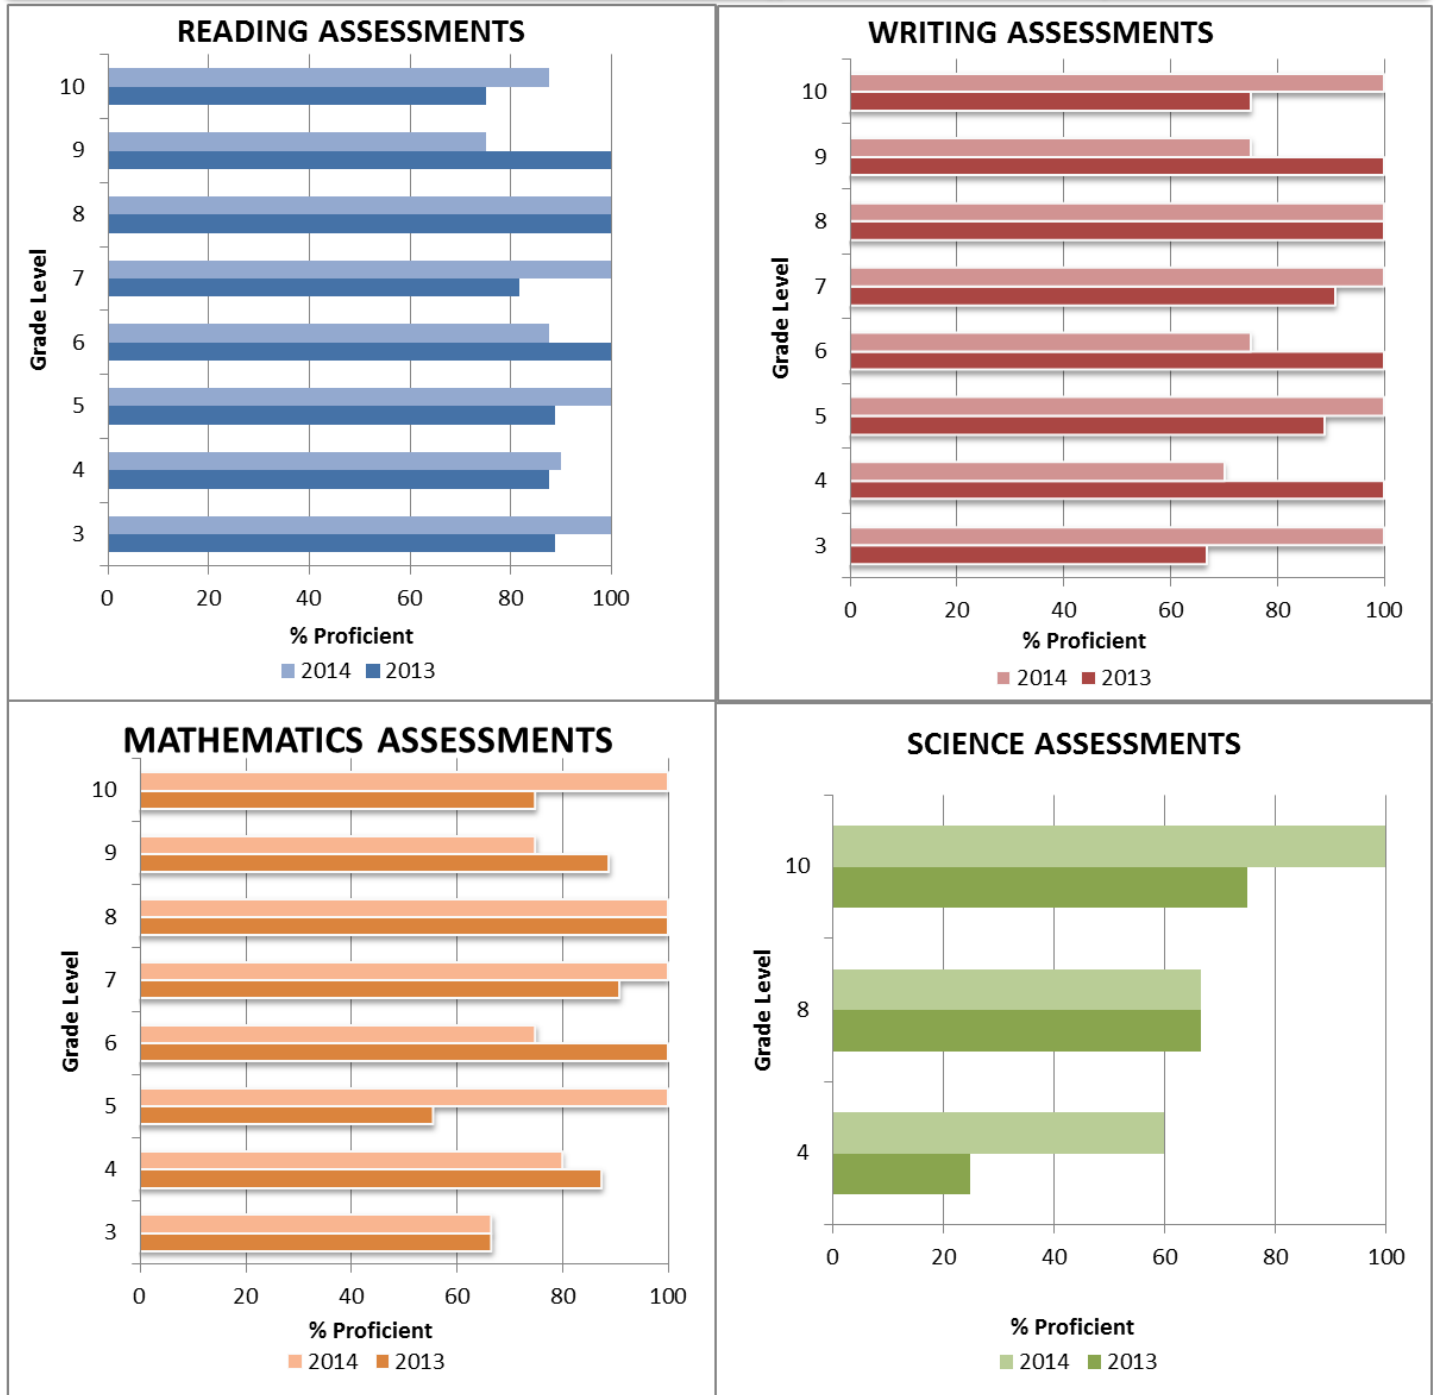 READING ASSESSMENTS
10
9
8
7
6
5
4
3
Grade Level
0 20 40 60 80 100
% Proficient
2014 2013
WRITING ASSESSMENTS
10
9
8
7
6
5
4
3
Grade Level
0 20 40 60 80 100
% Proficient
2014 2013
MATHEMATICS ASSESSMENTS
10
9
8
7
6
5
4
3
Grade Level
0 20 40 60 80 100
% Proficient
2014 2013
SCIENCE ASSESSMENTS
10
8
4
Grade Level
0 20 40 60 80 100
% Proficient
2014 2013